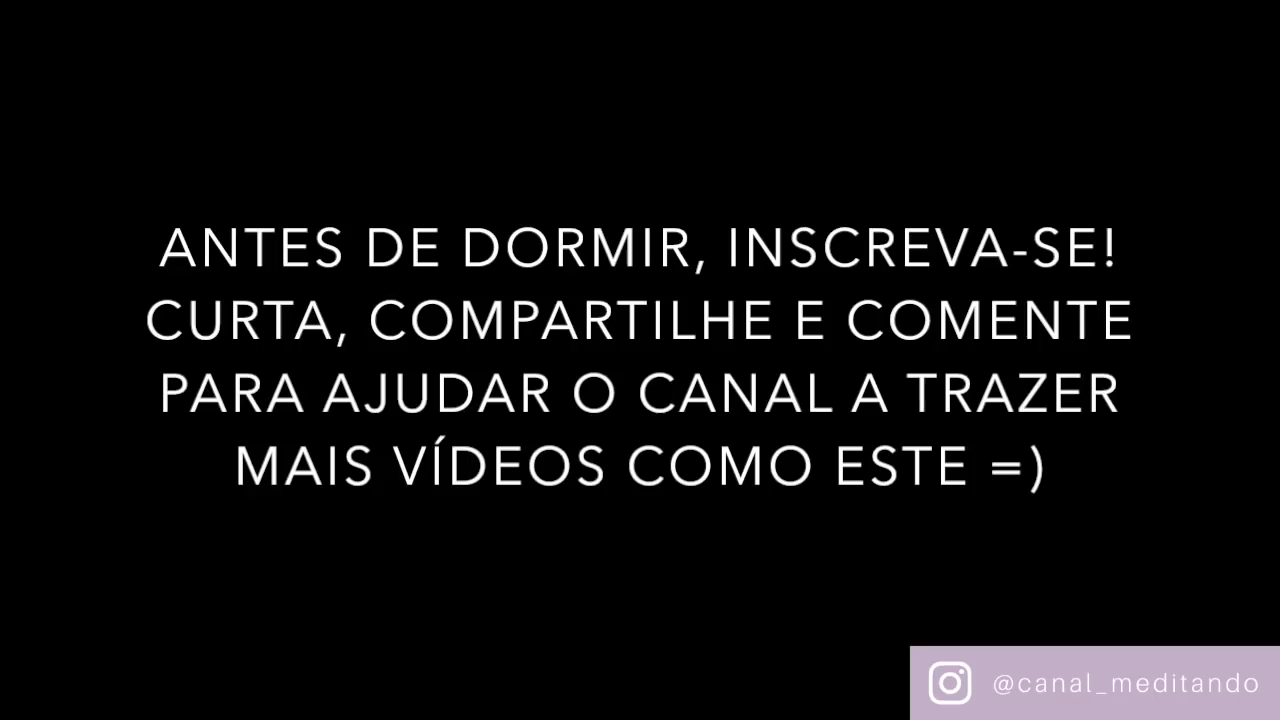 ANTES DE DORMIR, INSCREVA-SE!
CURTA, COMPARTILHE E COMENTE
PARA AJUDAR O CANAL A TRAZER
MAIS VÍDEOS COMO ESTE =)
@canal_meditando